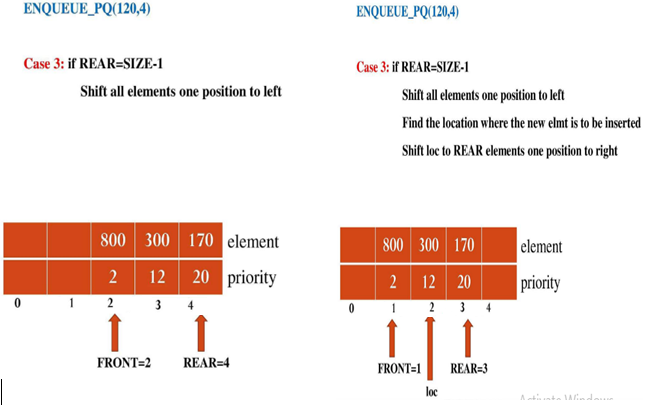 ENQUEUE_PQ(120,4)
Case 3: if REAR=SIZE-1
Shift all elements one position to left
800 300 170 element
2 12 20 priority
0 1 2 3 4
FRONT=2 REAR=4
ENQUEUE_PQ(120,4)
Case 3: if REAR=SIZE-1
Shift all elements one position to left
Find the location where the new elmt is to be inserted
Shift loc to REAR elements one position to right
800 300 170 element
2 12 20 priority
0 1 2 3 4
FRONT=1 REAR=3
loc